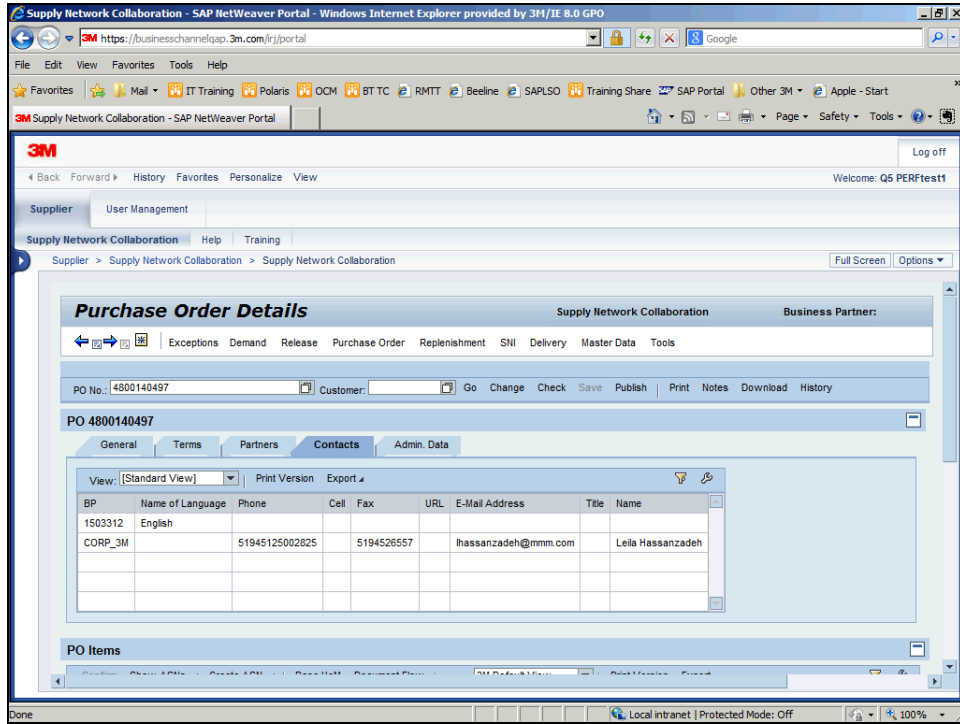 Supply Network Collaboration - SAP NetWeaver Portal - Windows Internet Explorer provided by 3M/IE 8.0 GPO
3M https://businesschannelqap.3m.com/irj/portal Google
File Edit View Favorites Tools Help
Favorites Mail IT Training Polaris OCM BT TC RMTT Beeline SAPLSO Training Share SAP Portal Other 3M Apple - Start
3M Supply Network Collaboration - SAP NetWeaver Portal Page Safety Tools
3M Log off
Back Forward History Favorites Personalize View Welcome: Q5 PERFtest1
Supplier User Management
Supply Network Collaboration Help Training
Supplier > Supply Network Collaboration > Supply Network Collaboration Full Screen Options
Purchase Order Details Supply Network Collaboration Business Partner:
Exceptions Demand Release Purchase Order Replenishment SNI Delivery Master Data Tools
PO No.: 4800140497 Customer: Go Change Check Save Publish Print Notes Download History
PO 4800140497
General Terms Partners Contacts Admin. Data
View: [Standard View] Print Version Export
BP Name of Language Phone Cell Fax URL E-Mail Address Title Name
1503312 English
CORP_3M 51945125002825 5194526557 lhassanzadeh@mmm.com Leila Hassanzadeh
PO Items
Done Local intranet | Protected Mode: Off 100%